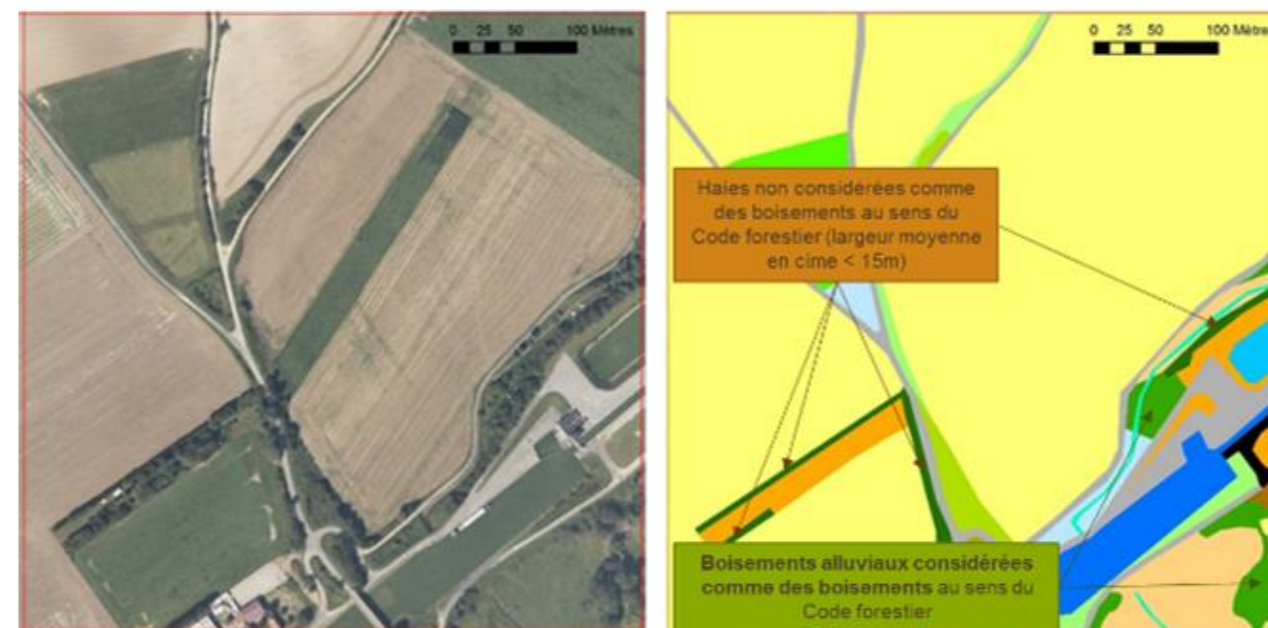 0 25 50 100 Mètres
0 25 50 100 Mètre
Haies non considérées comme
des boisements au sens du
Code forestier (largeur moyenne
en cime < 15m)
Boisements alluviaux considérées
comme des boisements au sens du
Code forestier